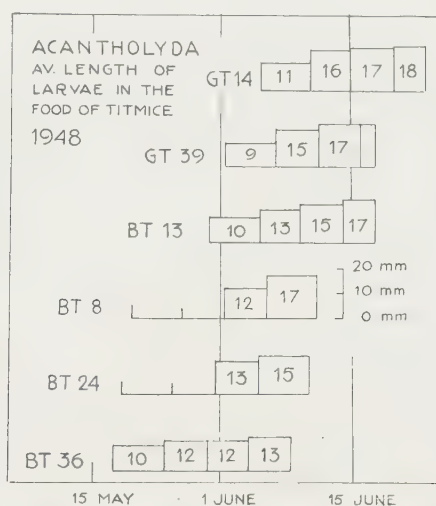 ACANTHOLYDA
AV. LENGTH OF
LARVAE IN THE
FOOD OF TITMICE
1948
GT 14 11 16 17 18
GT 39 9 15 17
BT 13 10 13 15 17
20 mm
10 mm
0 mm
BT 8 12 17
BT 24 13 15
BT 36 10 12 12 13
15 MAY 1 JUNE 15 JUNE